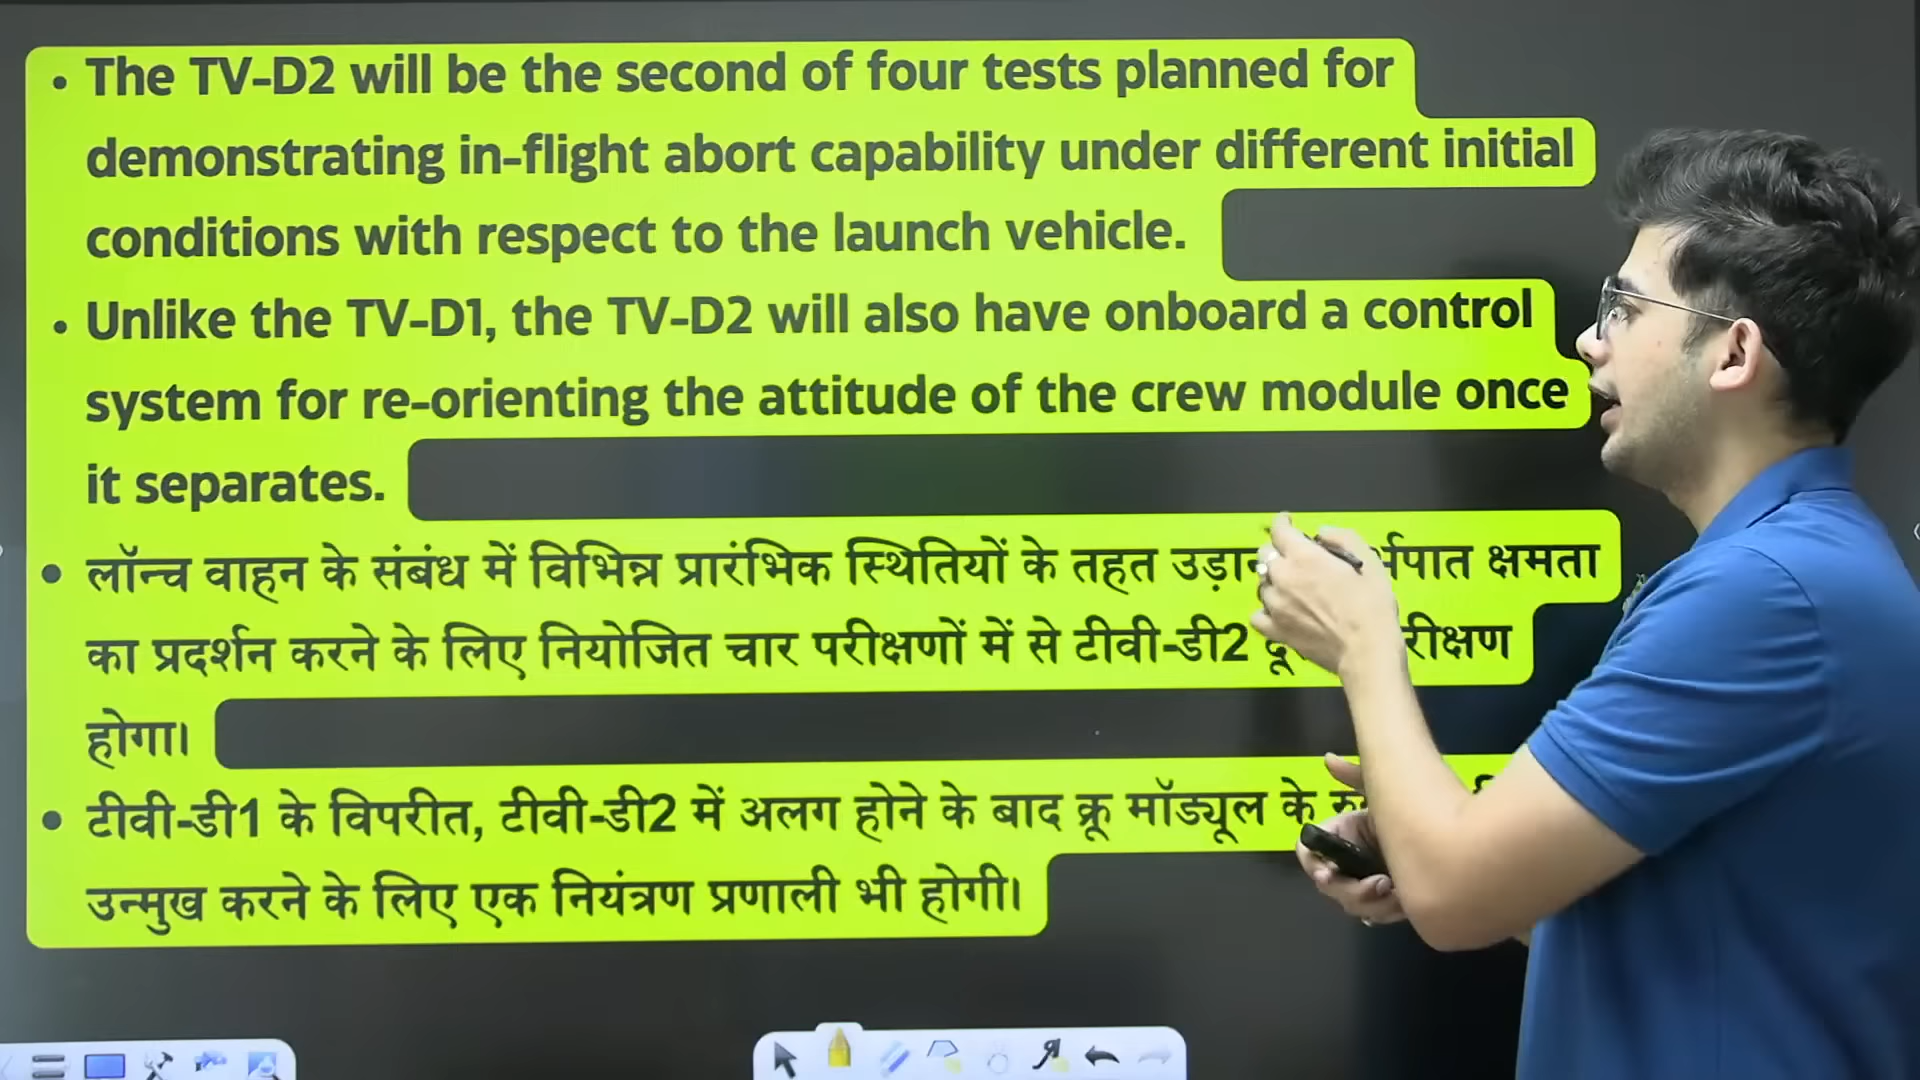 The TV-D2 will be the second of four tests planned for
demonstrating in-flight abort capability under different initial
conditions with respect to the launch vehicle.
Unlike the TV-D1, the TV-D2 will also have onboard a control
system for re-orienting the attitude of the crew module once
it separates.
लॉन्च वाहन के संबंध में विभिन्न प्रारंभिक स्थितियों के तहत क्षमता
का प्रदर्शन करने के लिए नियोजित चार परीक्षणों में से टीवी-डी2
होगा।
टीवी-डी1 के विपरीत, टीवी-डी2 में अलग होने के बाद क्रू मॉड्यूल के
उन्मुख करने के लिए एक नियंत्रण प्रणाली भी होगी।